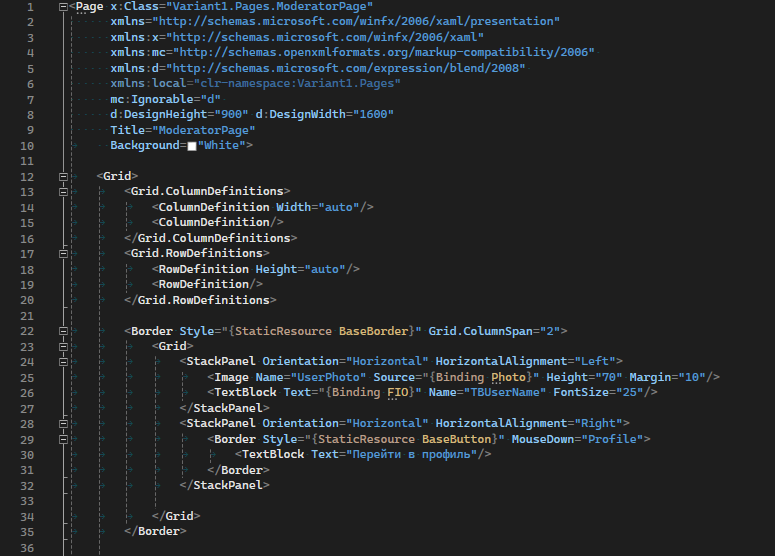 1 <Page x:Class="Variant1.Pages.ModeratorPage"
2 xmlns="http://schemas.microsoft.com/winfx/2006/xaml/presentation"
3 xmlns:x="http://schemas.microsoft.com/winfx/2006/xaml"
4 xmlns:mc="http://schemas.openxmlformats.org/markup-compatibility/2006"
5 xmlns:d="http://schemas.microsoft.com/expression/blend/2008"
6 xmlns:local="clr-namespace:Variant1.Pages"
7 mc:Ignorable="d"
8 d:DesignHeight="900" d:DesignWidth="1600"
9 Title="ModeratorPage"
10 Background="White">
11
12 <Grid>
13 <Grid.ColumnDefinitions>
14 <ColumnDefinition Width="auto"/>
15 <ColumnDefinition/>
16 </Grid.ColumnDefinitions>
17 <Grid.RowDefinitions>
18 <RowDefinition Height="auto"/>
19 <RowDefinition/>
20 </Grid.RowDefinitions>
21
22 <Border Style="{StaticResource BaseBorder}" Grid.ColumnSpan="2">
23 <Grid>
24 <StackPanel Orientation="Horizontal" HorizontalAlignment="Left">
25 <Image Name="UserPhoto" Source="{Binding Photo}" Height="70" Margin="10"/>
26 <TextBlock Text="{Binding FIO}" Name="TBUserName" FontSize="25"/>
27 </StackPanel>
28 <StackPanel Orientation="Horizontal" HorizontalAlignment="Right">
29 <Border Style="{StaticResource BaseButton}" MouseDown="Profile">
30 <TextBlock Text="Перейти в профиль"/>
31 </Border>
32 </StackPanel>
33
34 </Grid>
35 </Border>
36